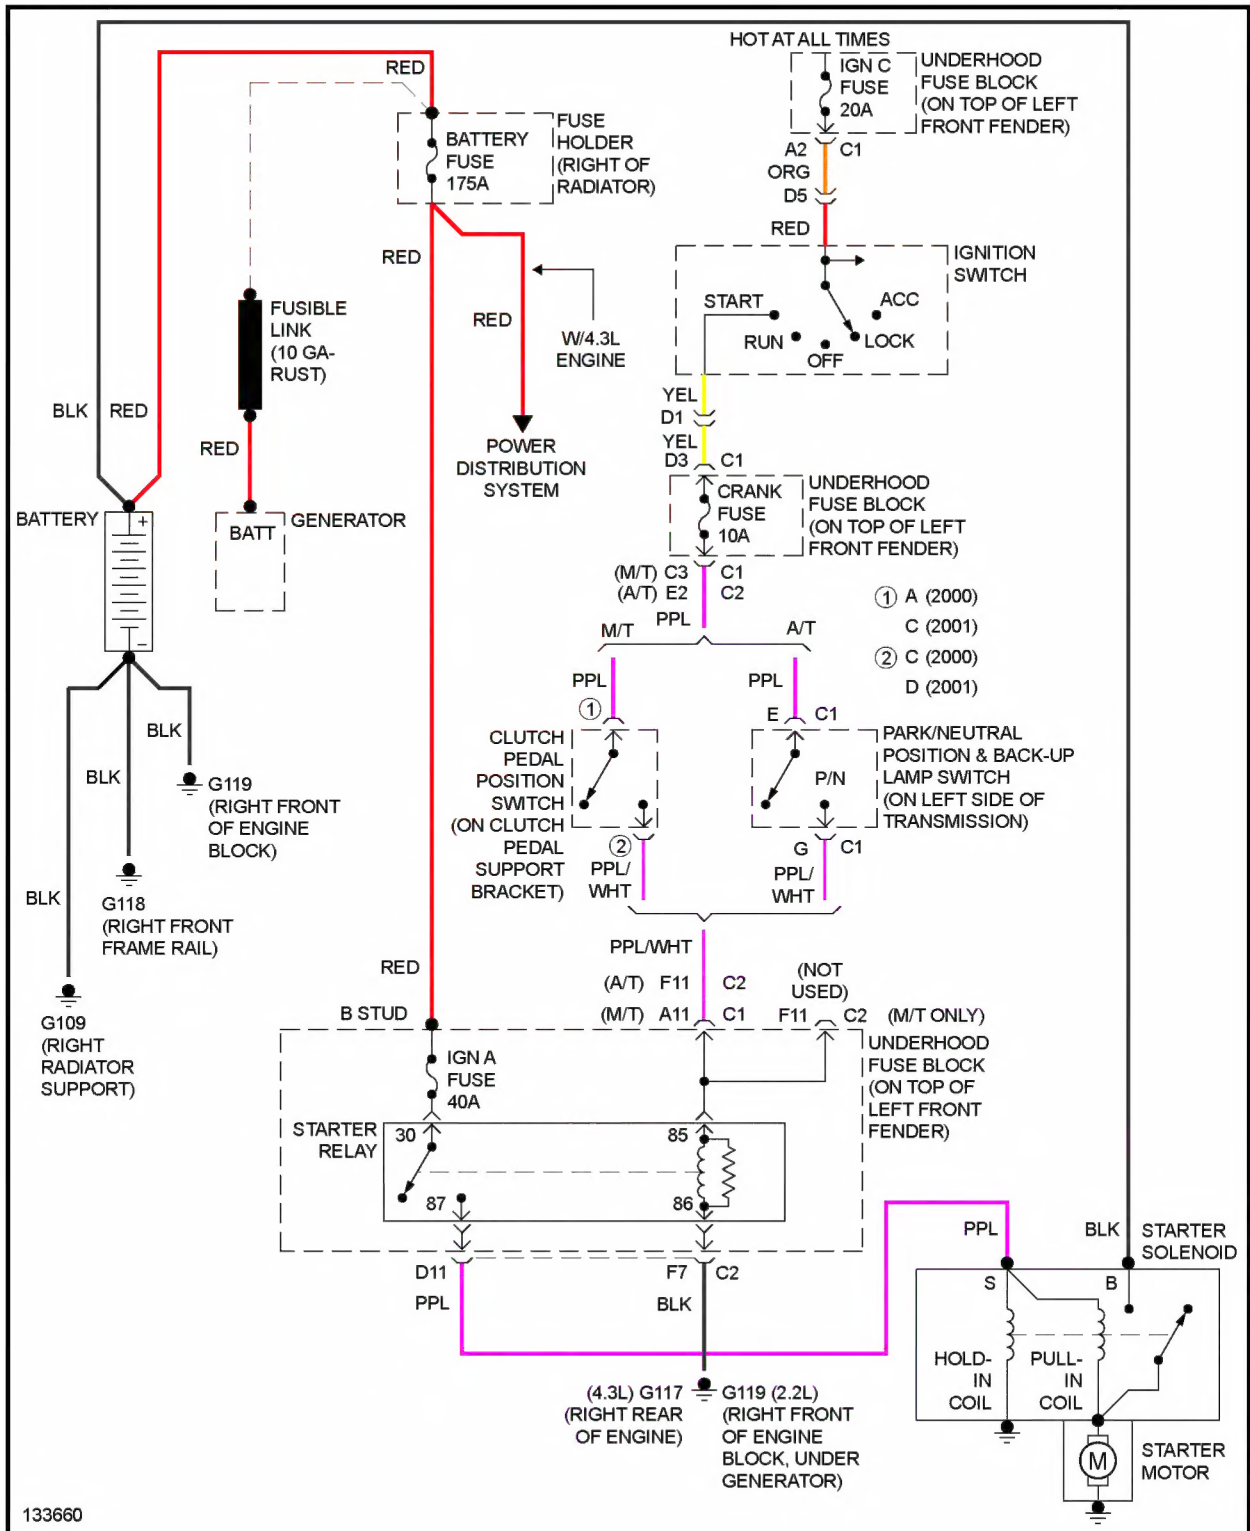 HOT AT ALL TIMES
IGN C
FUSE
20A
UNDERHOOD
FUSE BLOCK
(ON TOP OF LEFT
FRONT FENDER)
A2 C1
ORG
D5
RED
RED
BATTERY
FUSE
175A
FUSE
HOLDER
(RIGHT OF
RADIATOR)
RED
RED
W/4.3L
ENGINE
POWER
DISTRIBUTION
SYSTEM
IGNITION
SWITCH
START
ACC
RUN
LOCK
OFF
FUSIBLE
LINK
(10 GA-
RUST)
RED
BLK RED
BATTERY
+
-
BATT
GENERATOR
YEL
D1
YEL
D3 C1
CRANK
FUSE
10A
UNDERHOOD
FUSE BLOCK
(ON TOP OF LEFT
FRONT FENDER)
(M/T) C3 C1
(A/T) E2 C2
PPL
M/T A/T
1 A (2000)
C (2001)
2 C (2000)
D (2001)
PPL
PPL
1
E C1
CLUTCH
PEDAL
POSITION
SWITCH
(ON CLUTCH
PEDAL
SUPPORT
BRACKET)
P/N
PARK/NEUTRAL
POSITION & BACK-UP
LAMP SWITCH
(ON LEFT SIDE OF
TRANSMISSION)
2
G C1
PPL/
WHT
PPL/
WHT
BLK
BLK
BLK
G119
(RIGHT FRONT
OF ENGINE
BLOCK)
G118
(RIGHT FRONT
FRAME RAIL)
G109
(RIGHT
RADIATOR
SUPPORT)
PPL/WHT
RED
(A/T) F11 C2
(NOT
USED)
B STUD
(M/T) A11 C1
F11 C2 (M/T ONLY)
UNDERHOOD
FUSE BLOCK
(ON TOP OF
LEFT FRONT
FENDER)
IGN A
FUSE
40A
STARTER
RELAY
30
85
87
86
D11
F7 C2
PPL
BLK
PPL
BLK
STARTER
SOLENOID
S
B
HOLD-
IN
COIL
PULL-
IN
COIL
(4.3L) G117
(RIGHT REAR
OF ENGINE)
G119 (2.2L)
(RIGHT FRONT
OF ENGINE
BLOCK, UNDER
GENERATOR)
M
STARTER
MOTOR
133660